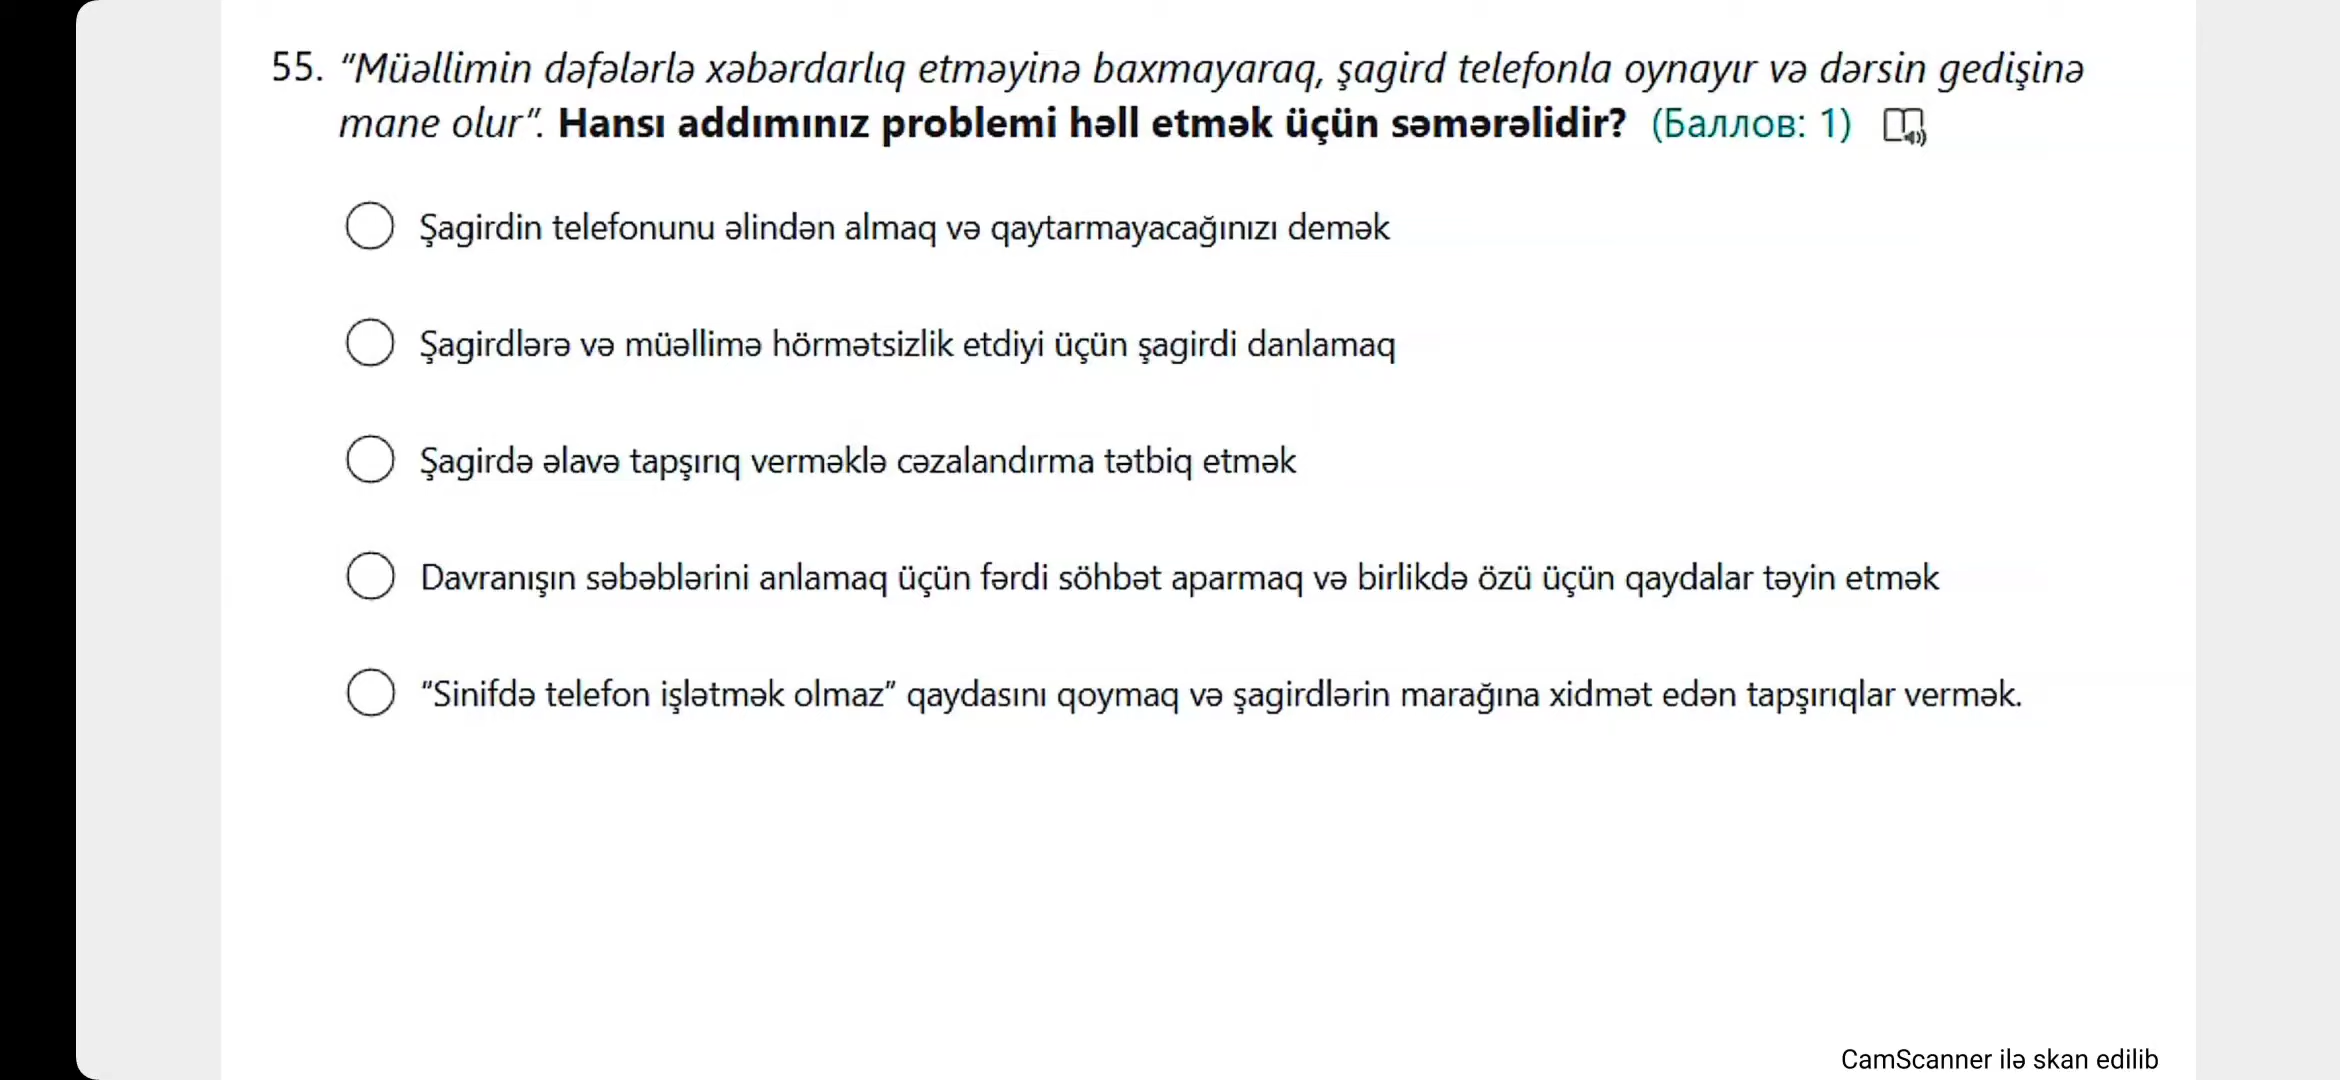 55. "Müəllimin dəfələrlə xəbərdarlıq etməyinə baxmayaraq, şagird telefonla oynayır və dərsin gedişinə
mane olur". Hansı addımınız problemi həll etmək üçün səmərəlidir? (Баллов: 1)
Şagirdin telefonunu əlindən almaq və qaytarmayacağınızı demək
Şagirdlərə və müəllimə hörmətsizlik etdiyi üçün şagirdi danlamaq
Şagirdə əlavə tapşırıq verməklə cəzalandırma tətbiq etmək
Davranışın səbəblərini anlamaq üçün fərdi söhbət aparmaq və birlikdə özü üçün qaydalar təyin etmək
"Sinifdə telefon işlətmək olmaz" qaydasını qoymaq və şagirdlərin marağına xidmət edən tapşırıqlar vermək.
CamScanner ilə skan edilib